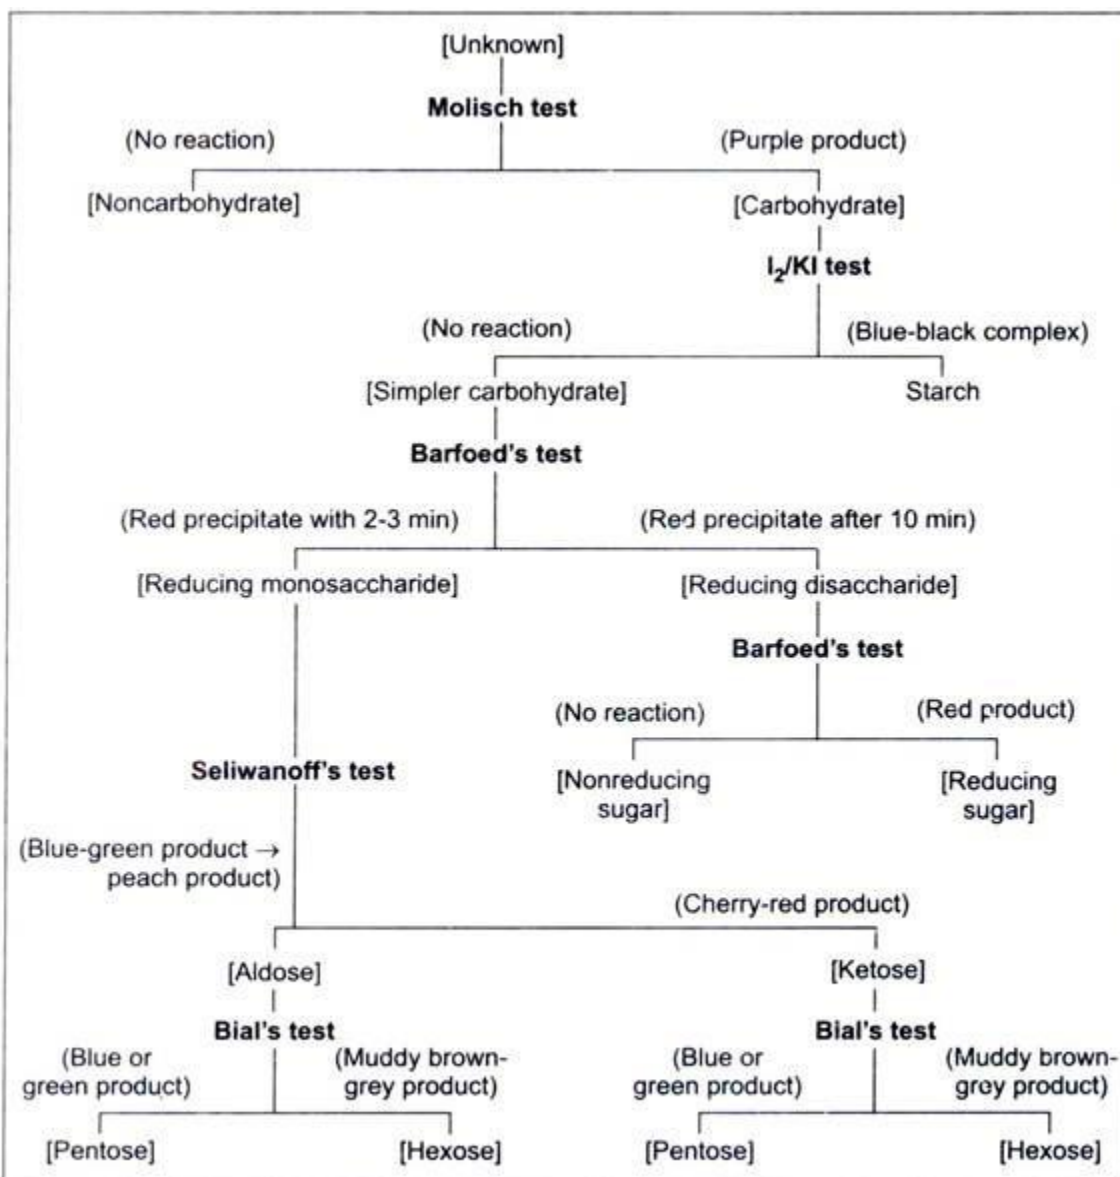 [Unknown]
Molisch test
(No reaction)
(Purple product)
[Noncarbohydrate]
[Carbohydrate]
I₂/KI test
(No reaction)
(Blue-black complex)
[Simpler carbohydrate]
Starch
Barfoed's test
(Red precipitate with 2-3 min)
(Red precipitate after 10 min)
[Reducing monosaccharide]
[Reducing disaccharide]
Barfoed's test
(No reaction)
(Red product)
Seliwanoff's test
[Nonreducing
sugar]
[Reducing
sugar]
(Blue-green product →
peach product)
(Cherry-red product)
[Aldose]
[Ketose]
Bial's test
Bial's test
(Blue or
green product)
(Muddy brown-
grey product)
(Blue or
green product)
(Muddy brown-
grey product)
[Pentose]
[Hexose]
[Pentose]
[Hexose]